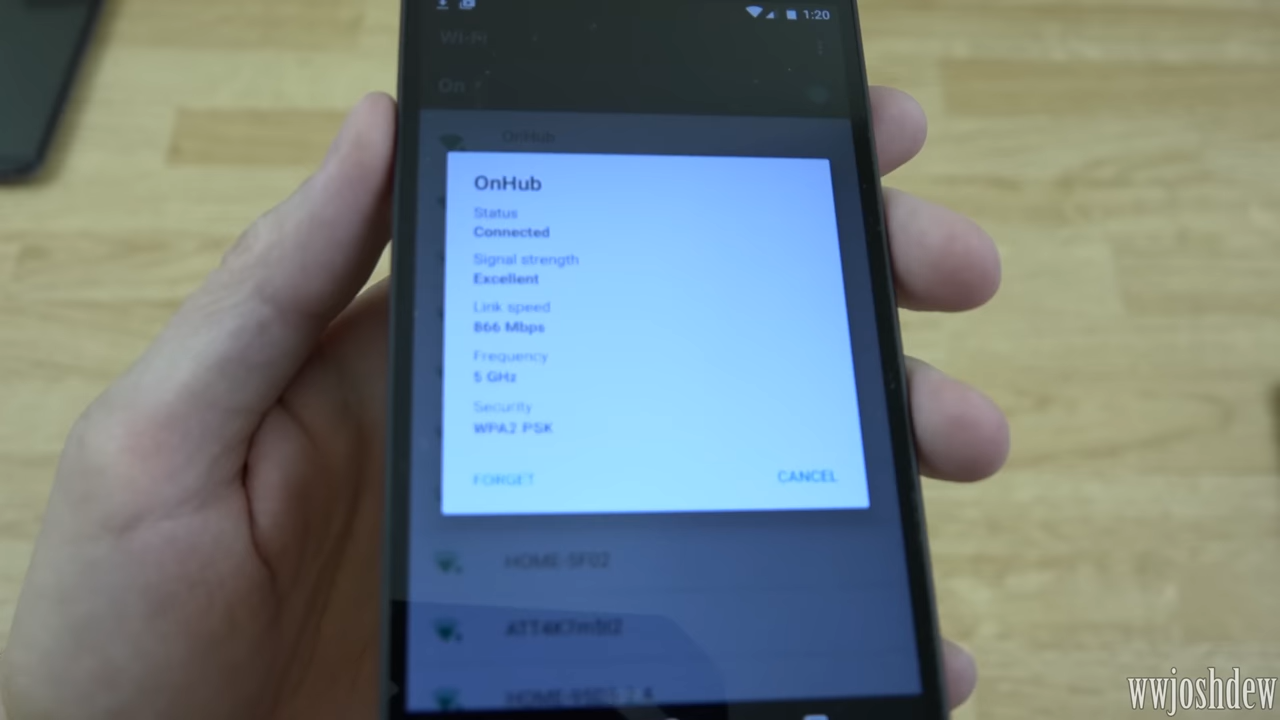 1:20
Wi-Fi
On
OnHub
OnHub
Status
Connected
Signal strength
Excellent
Link speed
866 Mbps
Frequency
5 GHz
Security
WPA2 PSK
FORGET
CANCEL
HOME-5F02
wwjoshdew